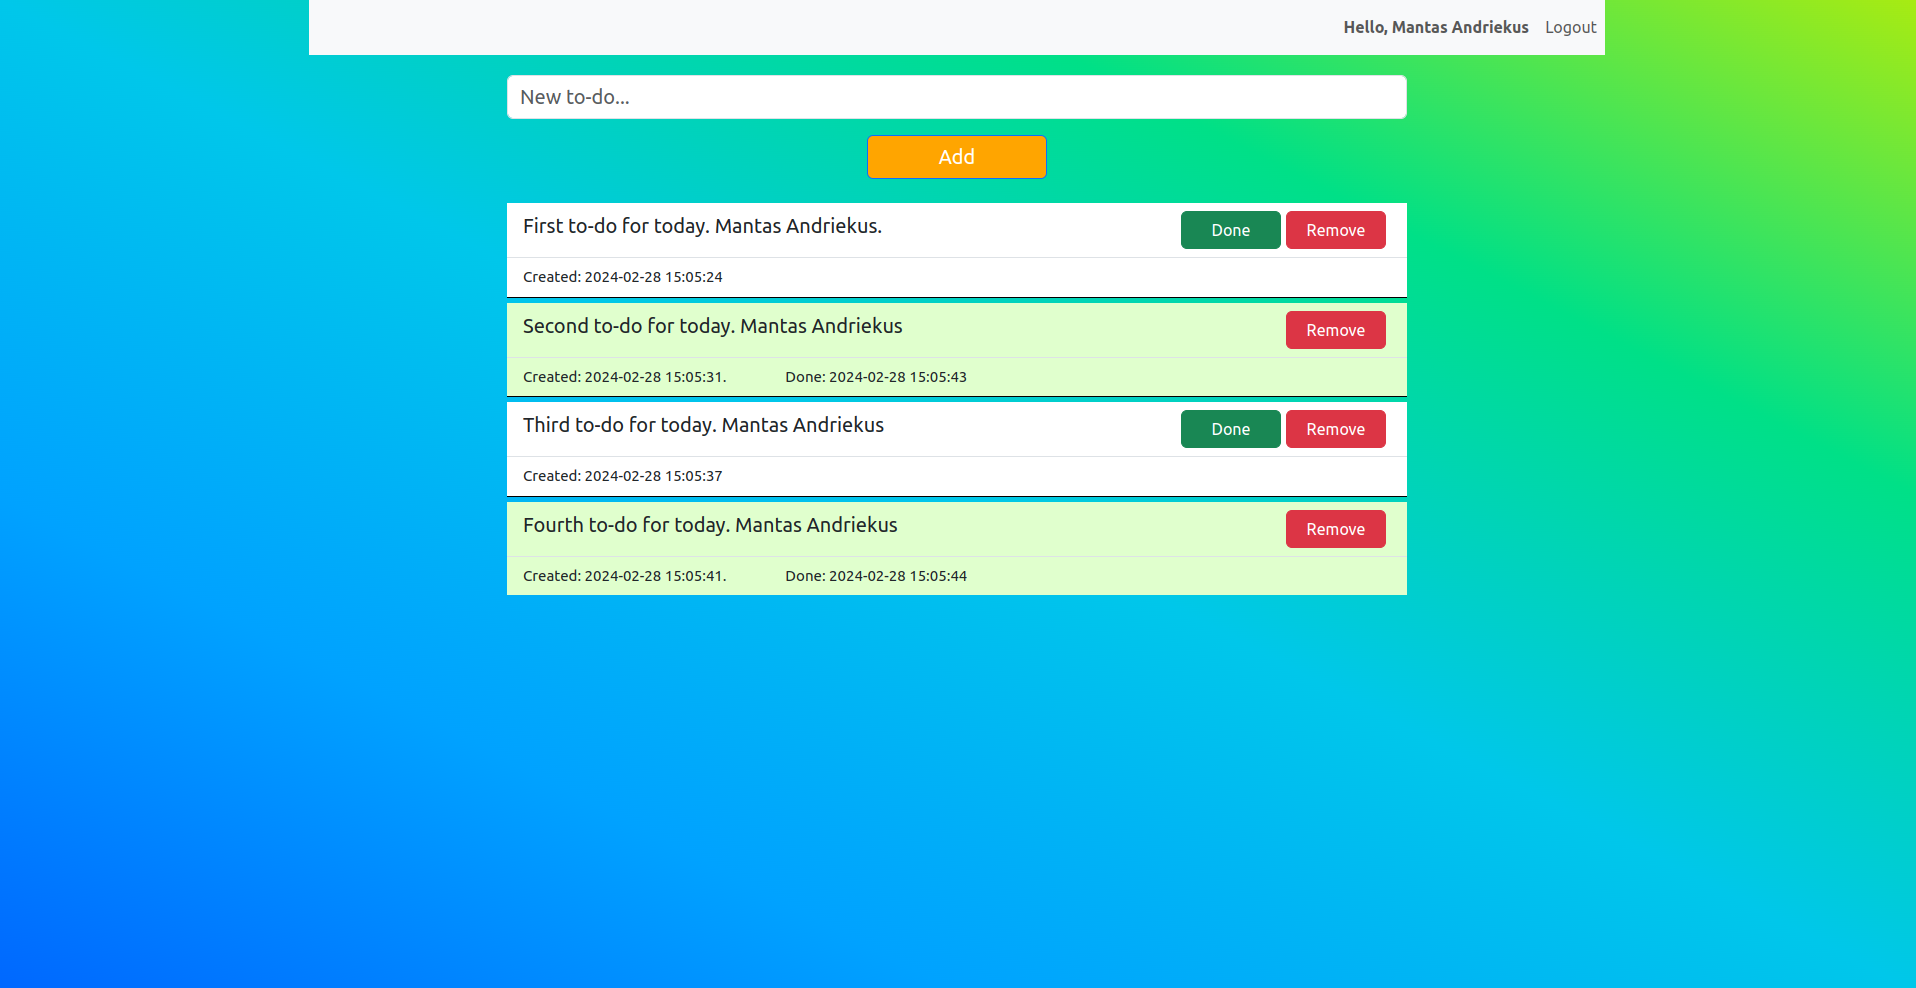 Hello, Mantas Andriekus Logout
New to-do...
Add
First to-do for today. Mantas Andriekus. Done Remove
Created: 2024-02-28 15:05:24
Second to-do for today. Mantas Andriekus Remove
Created: 2024-02-28 15:05:31. Done: 2024-02-28 15:05:43
Third to-do for today. Mantas Andriekus Done Remove
Created: 2024-02-28 15:05:37
Fourth to-do for today. Mantas Andriekus Remove
Created: 2024-02-28 15:05:41. Done: 2024-02-28 15:05:44